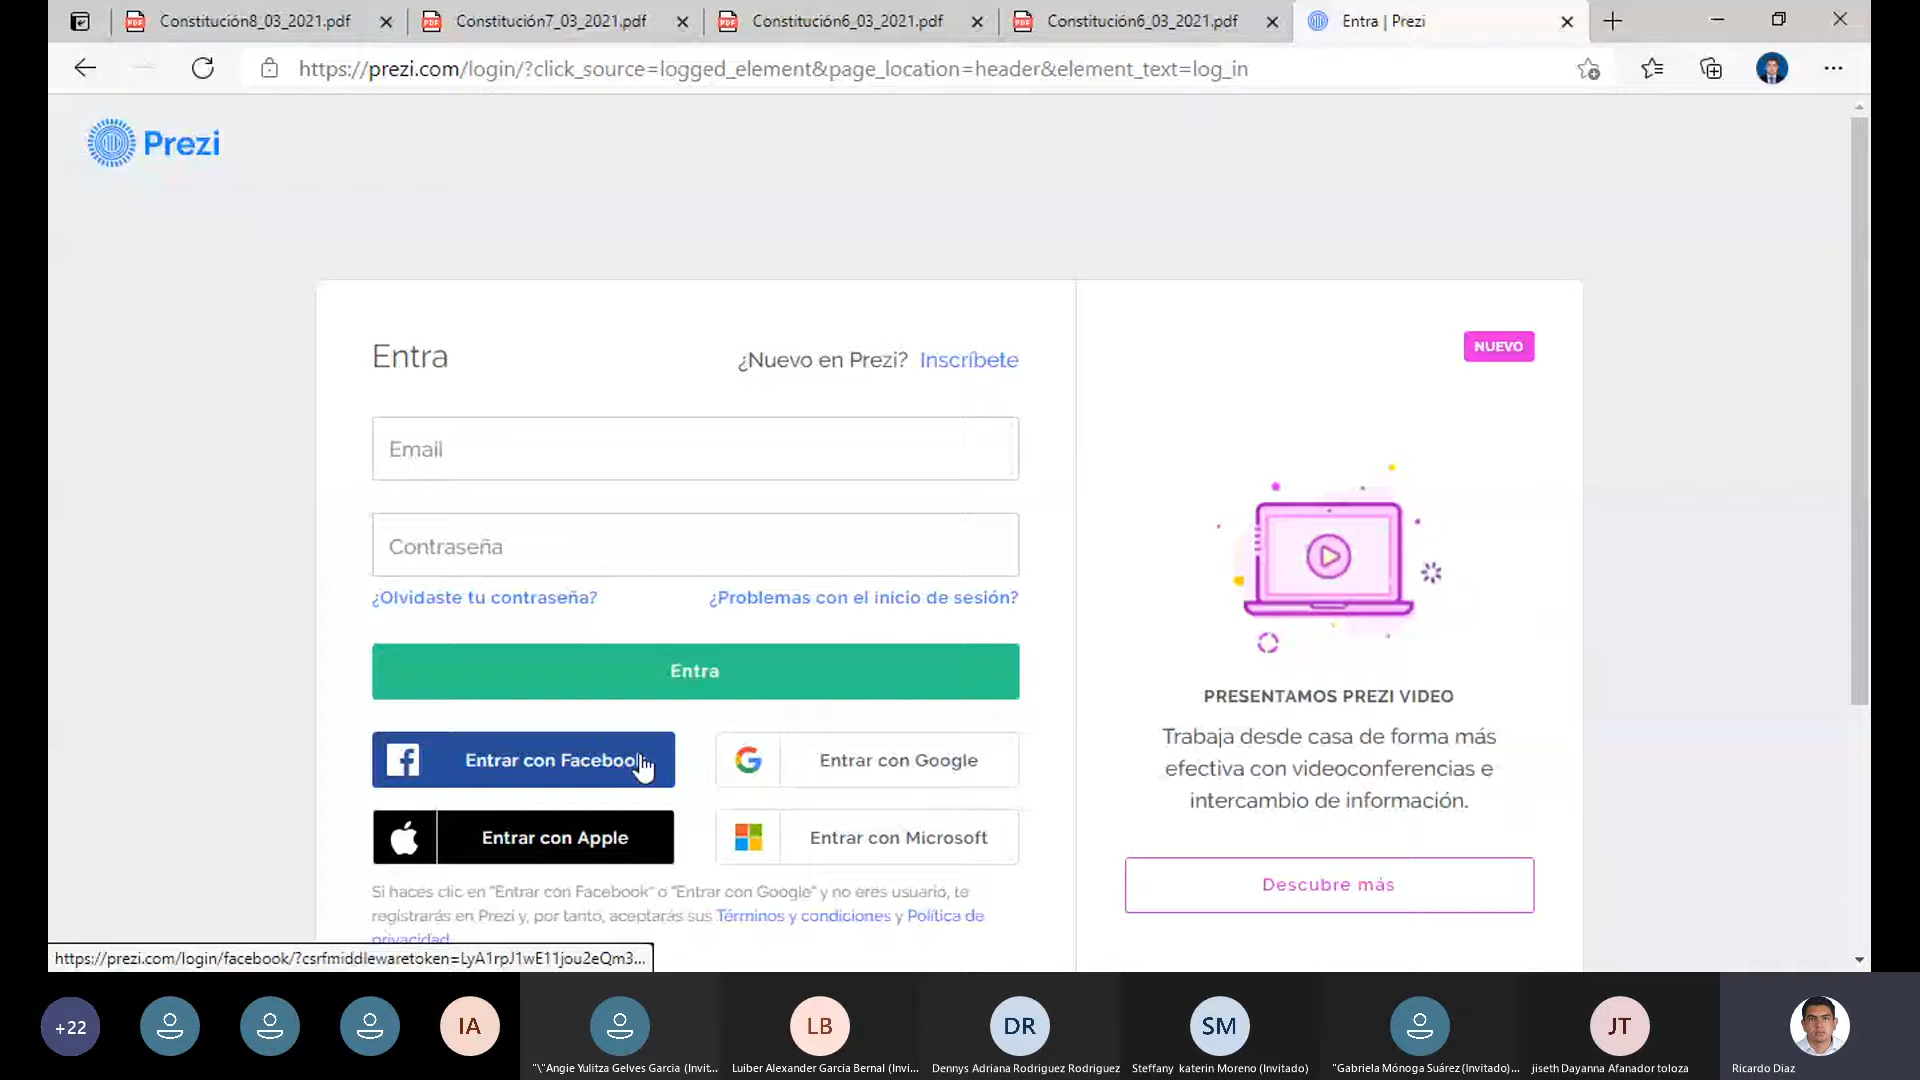 Constitución8_03_2021.pdf
Constitución7_03_2021.pdf
Constitución6_03_2021.pdf
Constitución6_03_2021.pdf
Entra | Prezi
https://prezi.com/login/?click_source=logged_element&page_location=header&element_text=log_in
Prezi
Entra
¿Nuevo en Prezi? Inscríbete
Email
Contraseña
¿Olvidaste tu contraseña?
¿Problemas con el inicio de sesión?
Entra
Entrar con Facebook
Entrar con Google
Entrar con Apple
Entrar con Microsoft
Si haces clic en "Entrar con Facebook" o "Entrar con Google" y no eres usuario, te
registrarás en Prezi y, por tanto, aceptarás sus Términos y condiciones y Política de
privacidad.
NUEVO
PRESENTAMOS PREZI VIDEO
Trabaja desde casa de forma más
efectiva con videoconferencias e
intercambio de información.
Descubre más
https://prezi.com/login/facebook/?csrfmiddlewaretoken=LyA1rpJ1wE11jou2eQm3...
+22
IA
LB
DR
SM
JT
"\"Angie Yulitza Gelves Garcia (Invit...
Luiber Alexander Garcia Bernal (Invi...
Dennys Adriana Rodriguez Rodriguez
Steffany katerin Moreno (Invitado)
"Gabriela Mónoga Suárez (Invitado)...
jiseth Dayanna Afanador toloza
Ricardo Diaz